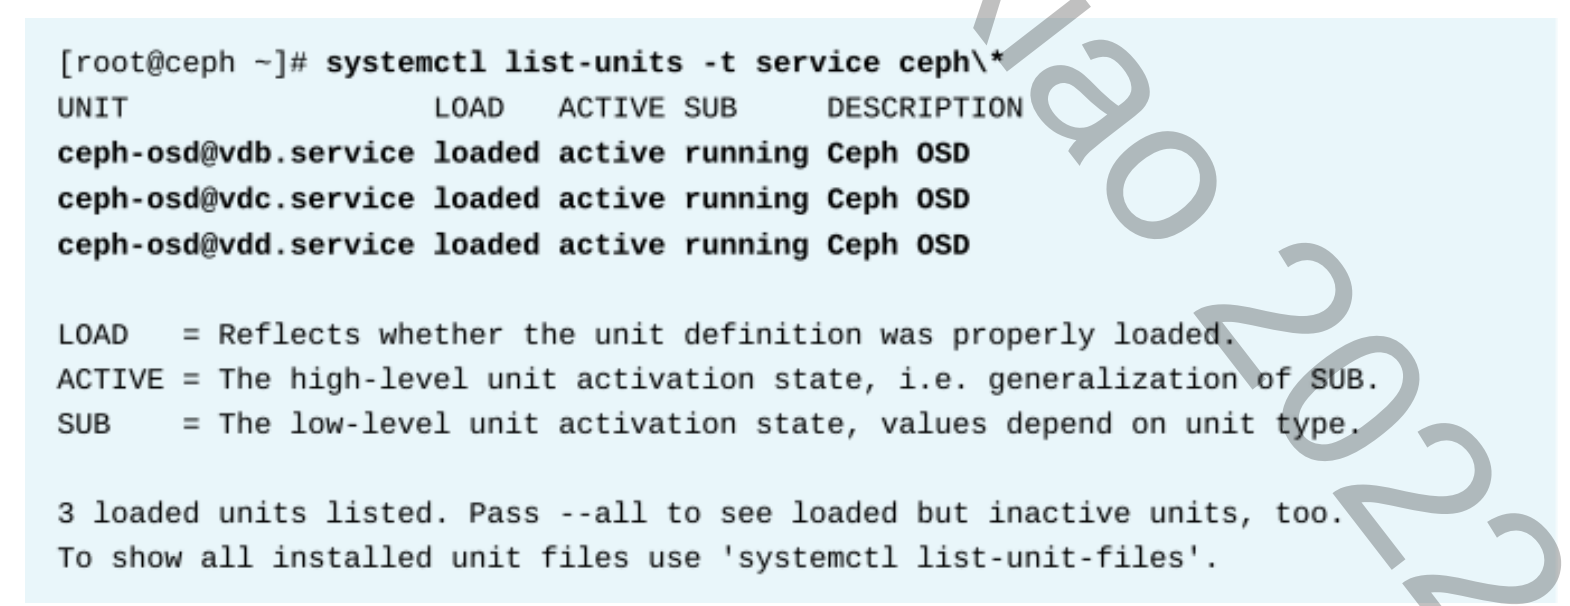 [root@ceph ~]# systemctl list-units -t service ceph\*
UNIT                     LOAD   ACTIVE SUB     DESCRIPTION
ceph-osd@vdb.service loaded active running Ceph OSD
ceph-osd@vdc.service loaded active running Ceph OSD
ceph-osd@vdd.service loaded active running Ceph OSD
LOAD   = Reflects whether the unit definition was properly loaded.
ACTIVE = The high-level unit activation state, i.e. generalization of SUB.
SUB    = The low-level unit activation state, values depend on unit type.
3 loaded units listed. Pass --all to see loaded but inactive units, too.
To show all installed unit files use 'systemctl list-unit-files'.
2022